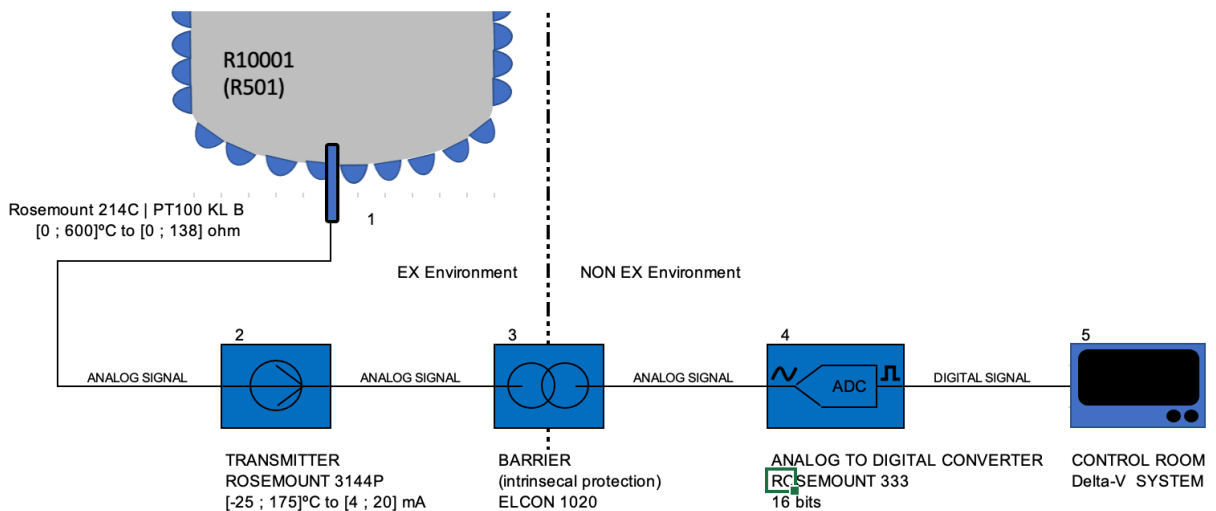 R10001
(R501)
Rosemount 214C | PT100 KL B
[0 ; 600]ºC to [0 ; 138] ohm
1
EX Environment
NON EX Environment
2
3
4
5
ANALOG SIGNAL
ANALOG SIGNAL
ANALOG SIGNAL
ADC
DIGITAL SIGNAL
TRANSMITTER
ROSEMOUNT 3144P
[-25 ; 175]ºC to [4 ; 20] mA
BARRIER
(intrinsecal protection)
ELCON 1020
ANALOG TO DIGITAL CONVERTER
ROSEMOUNT 333
16 bits
CONTROL ROOM
Delta-V SYSTEM